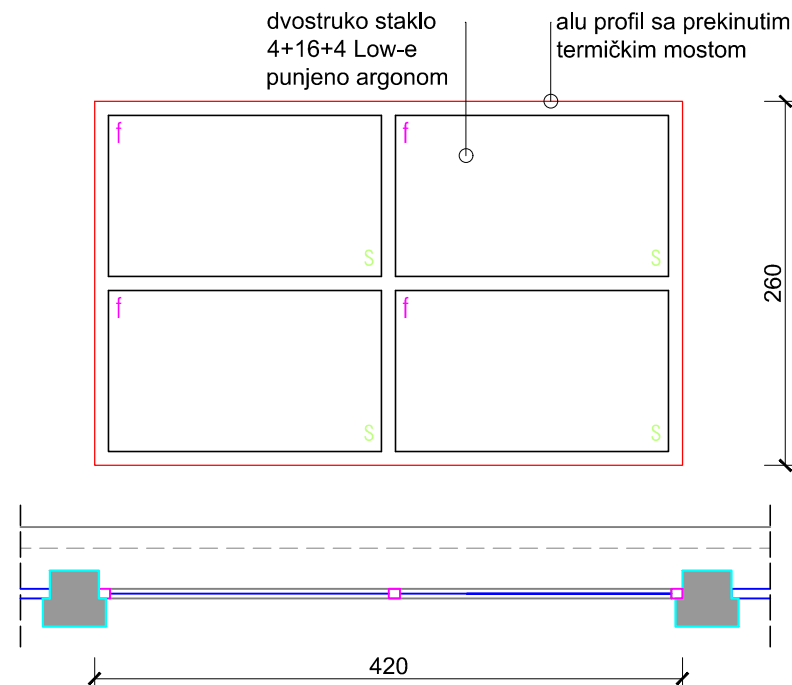 dvostruko staklo
4+16+4 Low-e
punjeno argonom
alu profil sa prekinutim
termičkim mostom
f
f
S
S
f
f
S
S
260
420